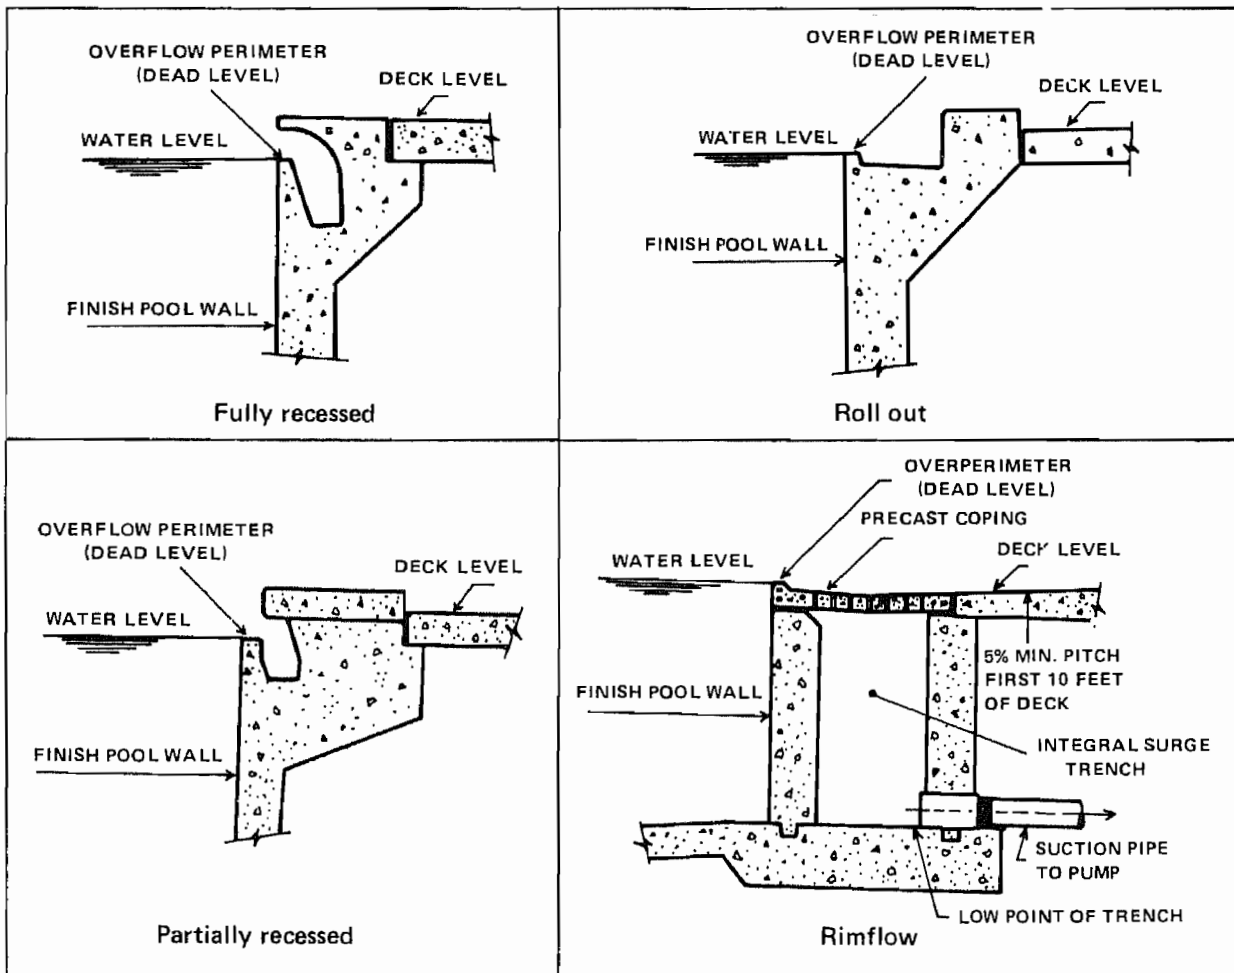 OVERFLOW PERIMETER
(DEAD LEVEL)
DECK LEVEL
WATER LEVEL
FINISH POOL WALL
Fully recessed
OVERFLOW PERIMETER
(DEAD LEVEL)
DECK LEVEL
WATER LEVEL
FINISH POOL WALL
Roll out
OVERFLOW PERIMETER
(DEAD LEVEL)
DECK LEVEL
WATER LEVEL
FINISH POOL WALL
Partially recessed
OVERPERIMETER
(DEAD LEVEL)
PRECAST COPING
WATER LEVEL
DECK LEVEL
5% MIN. PITCH
FIRST 10 FEET
OF DECK
FINISH POOL WALL
INTEGRAL SURGE
TRENCH
SUCTION PIPE
TO PUMP
LOW POINT OF TRENCH
Rimflow